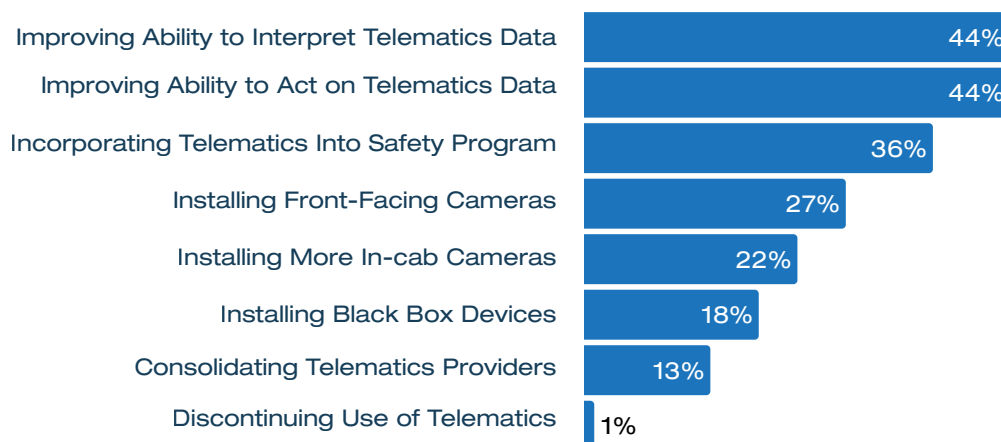 Improving Ability to Interpret Telematics Data 44%
Improving Ability to Act on Telematics Data 44%
Incorporating Telematics Into Safety Program 36%
Installing Front-Facing Cameras 27%
Installing More In-cab Cameras 22%
Installing Black Box Devices 18%
Consolidating Telematics Providers 13%
Discontinuing Use of Telematics 1%